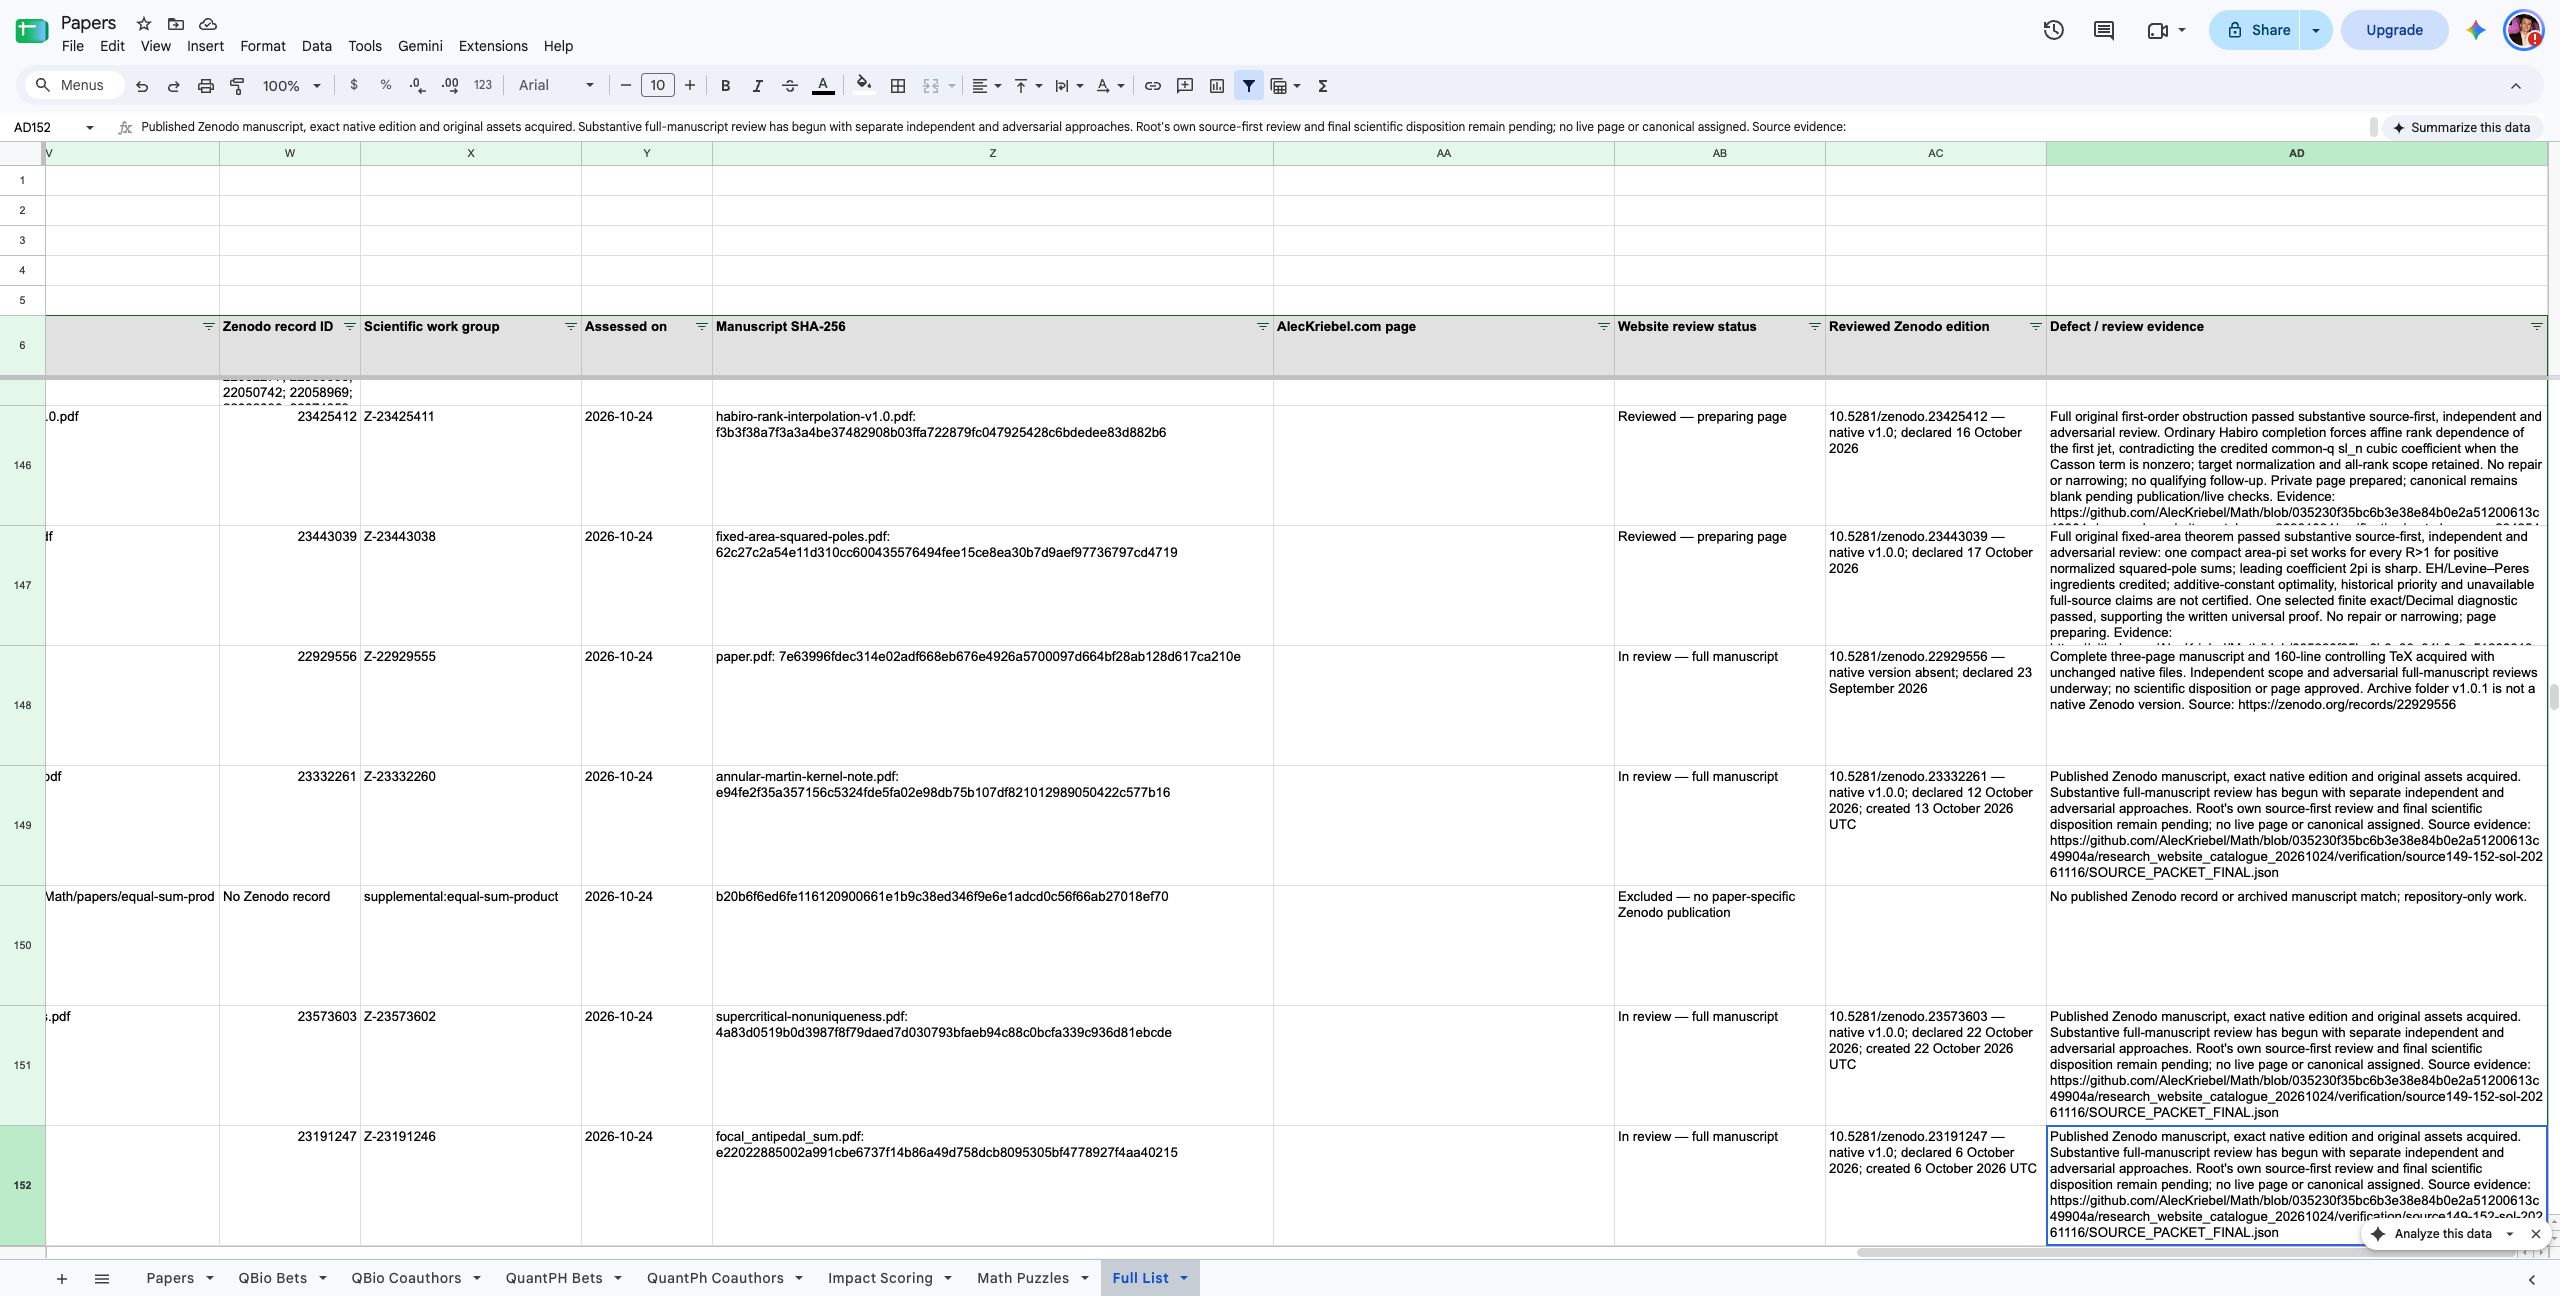 Papers
File Edit View Insert Format Data Tools Gemini Extensions Help
Share
Upgrade
Menus 100% $ % .0 .00 123 Arial 10 B I A Σ
AD152 fx Published Zenodo manuscript, exact native edition and original assets acquired. Substantive full-manuscript review has begun with separate independent and adversarial approaches. Root's own source-first review and final scientific disposition remain pending; no live page or canonical assigned. Source evidence:
Summarize this data
V W X Y Z AA AB AC AD
1
2
3
4
5
6
Zenodo record ID Scientific work group Assessed on Manuscript SHA-256 AlecKriebel.com page Website review status Reviewed Zenodo edition Defect / review evidence
22050742; 22058969;
146
.0.pdf
23425412
Z-23425411
2026-10-24
habiro-rank-interpolation-v1.0.pdf:
f3b3f38a7f3a3a4be37482908b03ffa722879fc047925428c6bdedee83d882b6
Reviewed — preparing page
10.5281/zenodo.23425412 —
native v1.0; declared 16 October
2026
Full original first-order obstruction passed substantive source-first, independent and
adversarial review. Ordinary Habiro completion forces affine rank dependence of
the first jet, contradicting the credited common-q sl_n cubic coefficient when the
Casson term is nonzero; target normalization and all-rank scope retained. No repair
or narrowing; no qualifying follow-up. Private page prepared; canonical remains
blank pending publication/live checks. Evidence:
https://github.com/AlecKriebel/Math/blob/035230f35bc6b3e38e84b0e2a51200613c
147
df
23443039
Z-23443038
2026-10-24
fixed-area-squared-poles.pdf:
62c27c2a54e11d310cc600435576494fee15ce8ea30b7d9aef97736797cd4719
Reviewed — preparing page
10.5281/zenodo.23443039 —
native v1.0.0; declared 17 October
2026
Full original fixed-area theorem passed substantive source-first, independent and
adversarial review: one compact area-pi set works for every R>1 for positive
normalized squared-pole sums; leading coefficient 2pi is sharp. EH/Levine–Peres
ingredients credited; additive-constant optimality, historical priority and unavailable
full-source claims are not certified. One selected finite exact/Decimal diagnostic
passed, supporting the written universal proof. No repair or narrowing; page
preparing. Evidence:
148
22929556
Z-22929555
2026-10-24
paper.pdf: 7e63996fdec314e02adf668eb676e4926a5700097d664bf28ab128d617ca210e
In review — full manuscript
10.5281/zenodo.22929556 —
native version absent; declared 23
September 2026
Complete three-page manuscript and 160-line controlling TeX acquired with
unchanged native files. Independent scope and adversarial full-manuscript reviews
underway; no scientific disposition or page approved. Archive folder v1.0.1 is not a
native Zenodo version. Source: https://zenodo.org/records/22929556
149
pdf
23332261
Z-23332260
2026-10-24
annular-martin-kernel-note.pdf:
e94fe2f35a357156c5324fde5fa02e98db75b107df821012989050422c577b16
In review — full manuscript
10.5281/zenodo.23332261 —
native v1.0.0; declared 12 October
2026; created 13 October 2026
UTC
Published Zenodo manuscript, exact native edition and original assets acquired.
Substantive full-manuscript review has begun with separate independent and
adversarial approaches. Root's own source-first review and final scientific
disposition remain pending; no live page or canonical assigned. Source evidence:
https://github.com/AlecKriebel/Math/blob/035230f35bc6b3e38e84b0e2a51200613c
49904a/research_website_catalogue_20261024/verification/source149-152-sol-202
61116/SOURCE_PACKET_FINAL.json
150
Math/papers/equal-sum-prod
No Zenodo record
supplemental:equal-sum-product
2026-10-24
b20b6f6ed6fe116120900661e1b9c38ed346f9e6e1adcd0c56f66ab27018ef70
Excluded — no paper-specific
Zenodo publication
No published Zenodo record or archived manuscript match; repository-only work.
151
s.pdf
23573603
Z-23573602
2026-10-24
supercritical-nonuniqueness.pdf:
4a83d0519b0d3987f8f79daed7d030793bfaeb94c88c0bcfa339c936d81ebcde
In review — full manuscript
10.5281/zenodo.23573603 —
native v1.0.0; declared 22 October
2026; created 22 October 2026
UTC
Published Zenodo manuscript, exact native edition and original assets acquired.
Substantive full-manuscript review has begun with separate independent and
adversarial approaches. Root's own source-first review and final scientific
disposition remain pending; no live page or canonical assigned. Source evidence:
https://github.com/AlecKriebel/Math/blob/035230f35bc6b3e38e84b0e2a51200613c
49904a/research_website_catalogue_20261024/verification/source149-152-sol-202
61116/SOURCE_PACKET_FINAL.json
152
23191247
Z-23191246
2026-10-24
focal_antipedal_sum.pdf:
e22022885002a991cbe6737f14b86a49d758dcb8095305bf4778927f4aa40215
In review — full manuscript
10.5281/zenodo.23191247 —
native v1.0; declared 6 October
2026; created 6 October 2026 UTC
Published Zenodo manuscript, exact native edition and original assets acquired.
Substantive full-manuscript review has begun with separate independent and
adversarial approaches. Root's own source-first review and final scientific
disposition remain pending; no live page or canonical assigned. Source evidence:
https://github.com/AlecKriebel/Math/blob/035230f35bc6b3e38e84b0e2a51200613c
49904a/research_website_catalogue_20261024/verification/source149-152-sol-202
61116/SOURCE_PACKET_FINAL.json
Analyze this data
Papers QBio Bets QBio Coauthors QuantPH Bets QuantPh Coauthors Impact Scoring Math Puzzles Full List